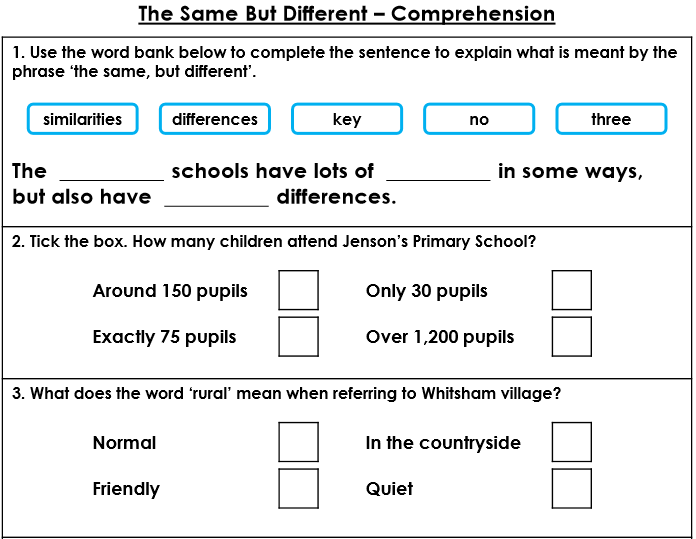 The Same But Different – Comprehension
1. Use the word bank below to complete the sentence to explain what is meant by the
phrase ‘the same, but different’.
similarities differences key no three
The __________ schools have lots of __________ in some ways,
but also have __________ differences.
2. Tick the box. How many children attend Jenson’s Primary School?
Around 150 pupils Only 30 pupils
Exactly 75 pupils Over 1,200 pupils
3. What does the word ‘rural’ mean when referring to Whitsham village?
Normal In the countryside
Friendly Quiet